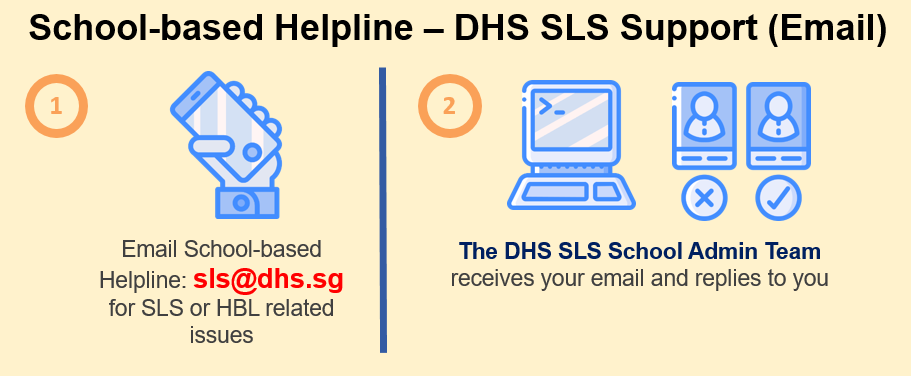 School-based Helpline – DHS SLS Support (Email)
1
Email School-based
Helpline: sls@dhs.sg
for SLS or HBL related
issues
2
The DHS SLS School Admin Team
receives your email and replies to you